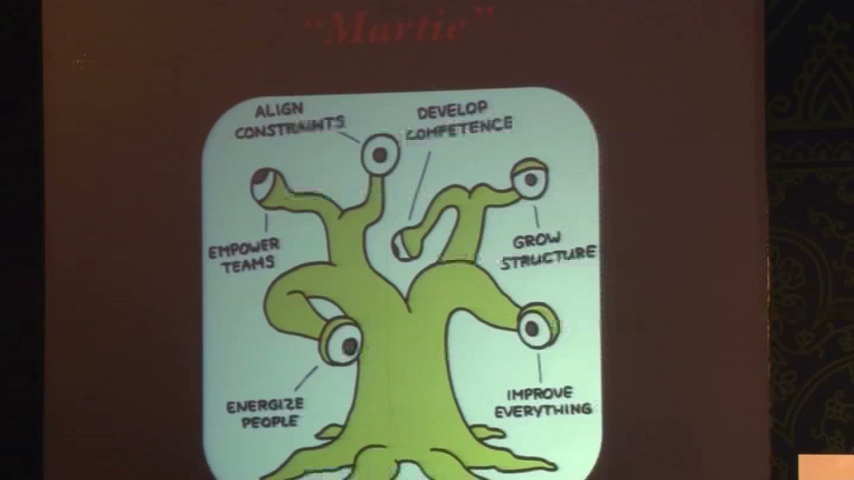 “Martie”
ALIGN
CONSTRAINTS
DEVELOP
COMPETENCE
EMPOWER
TEAMS
GROW
STRUCTURE
ENERGIZE
PEOPLE
IMPROVE
EVERYTHING